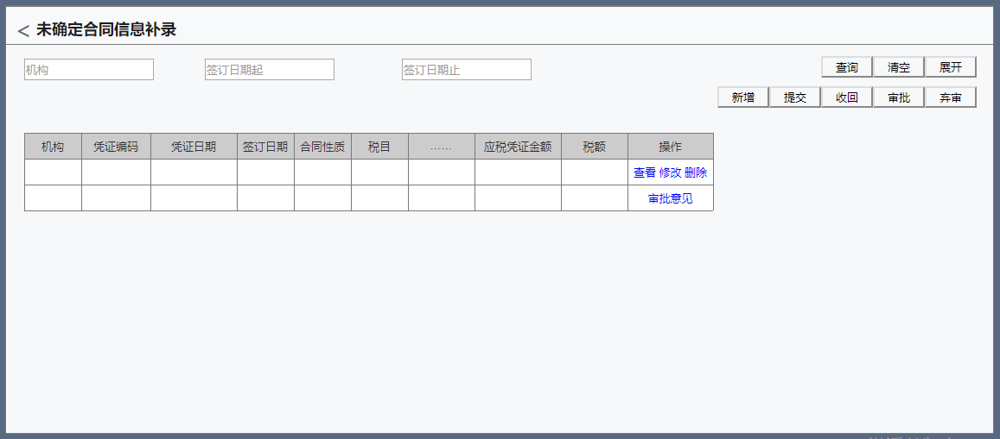 < 未确定合同信息补录
机构 签订日期起 签订日期止 查询 清空 展开
新增 提交 收回 审批 弃审
机构 凭证编码 凭证日期 签订日期 合同性质 税目 …… 应税凭证金额 税额 操作
查看 修改 删除
审批意见